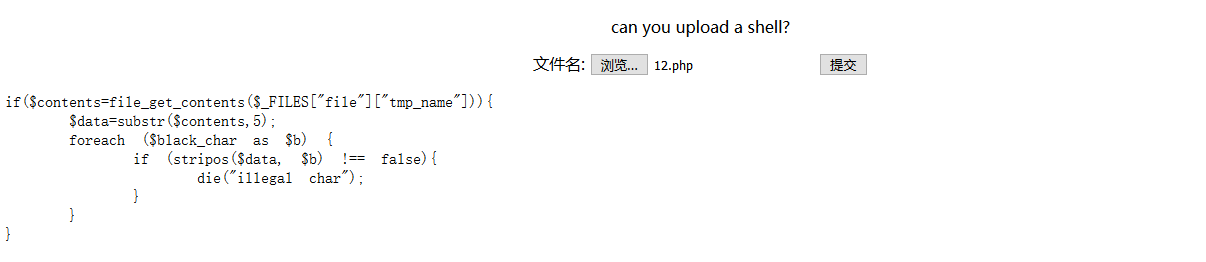 can you upload a shell?
文件名: 浏览... 12.php 提交
if($contents=file_get_contents($_FILES["file"]["tmp_name"])){
        $data=substr($contents,5);
        foreach ($black_char as $b) {
                if (stripos($data, $b) !== false){
                        die("illegal char");
                }
        }
}